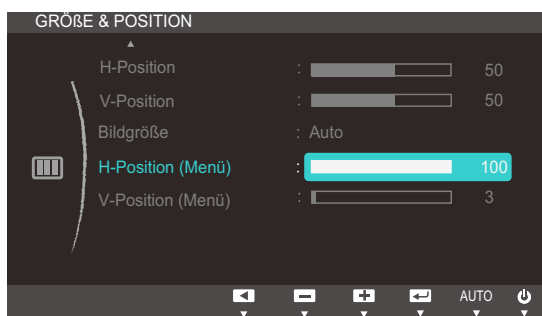 GRÖßE & POSITION
H-Position : 50
V-Position : 50
Bildgröße : Auto
H-Position (Menü) : 100
V-Position (Menü) : 3
AUTO